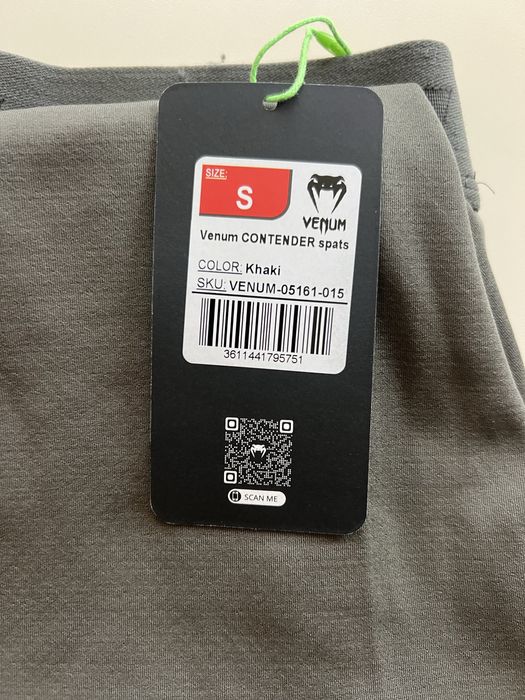 SIZE:
S
VENUM
Venum CONTENDER spats
COLOR: Khaki
SKU: VENUM-05161-015
3611441795751
SCAN ME